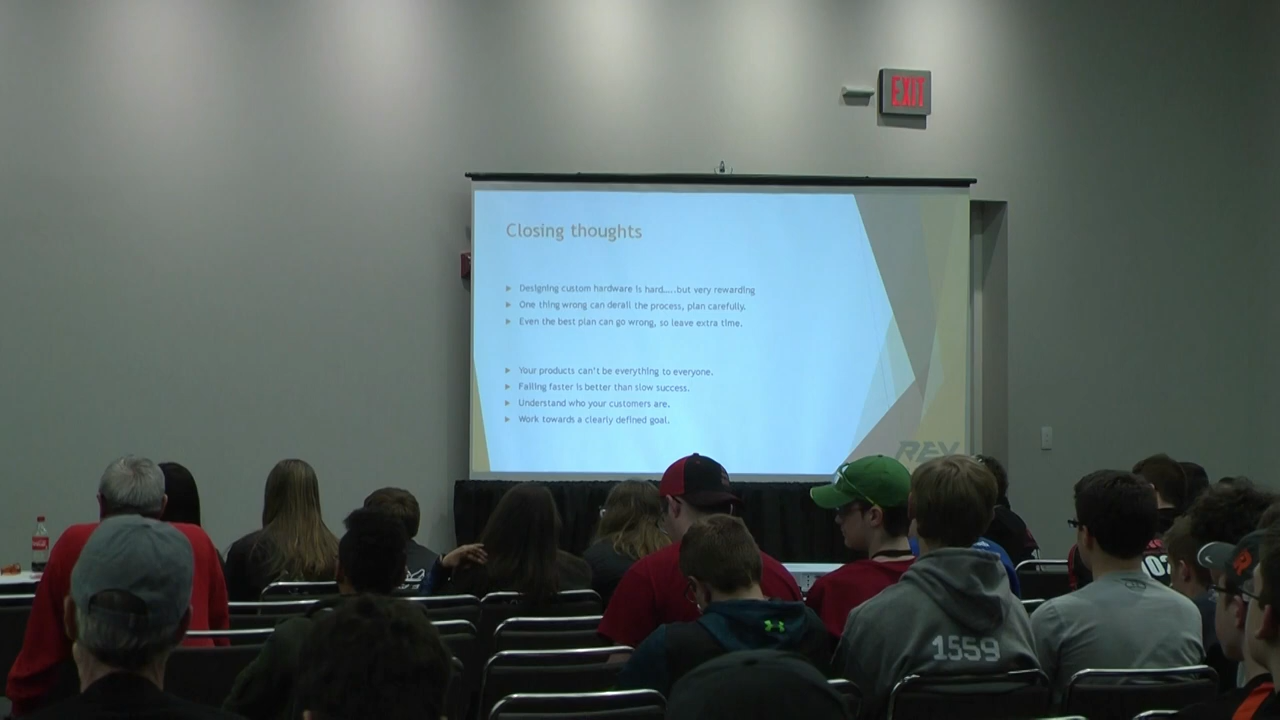 EXIT
Closing thoughts
Designing custom hardware is hard....but very rewarding
One thing wrong can derail the process, plan carefully.
Even the best plan can go wrong, so leave extra time.
Your products can't be everything to everyone.
Failing faster is better than slow success.
Understand who your customers are.
Work towards a clearly defined goal.
REV
1559